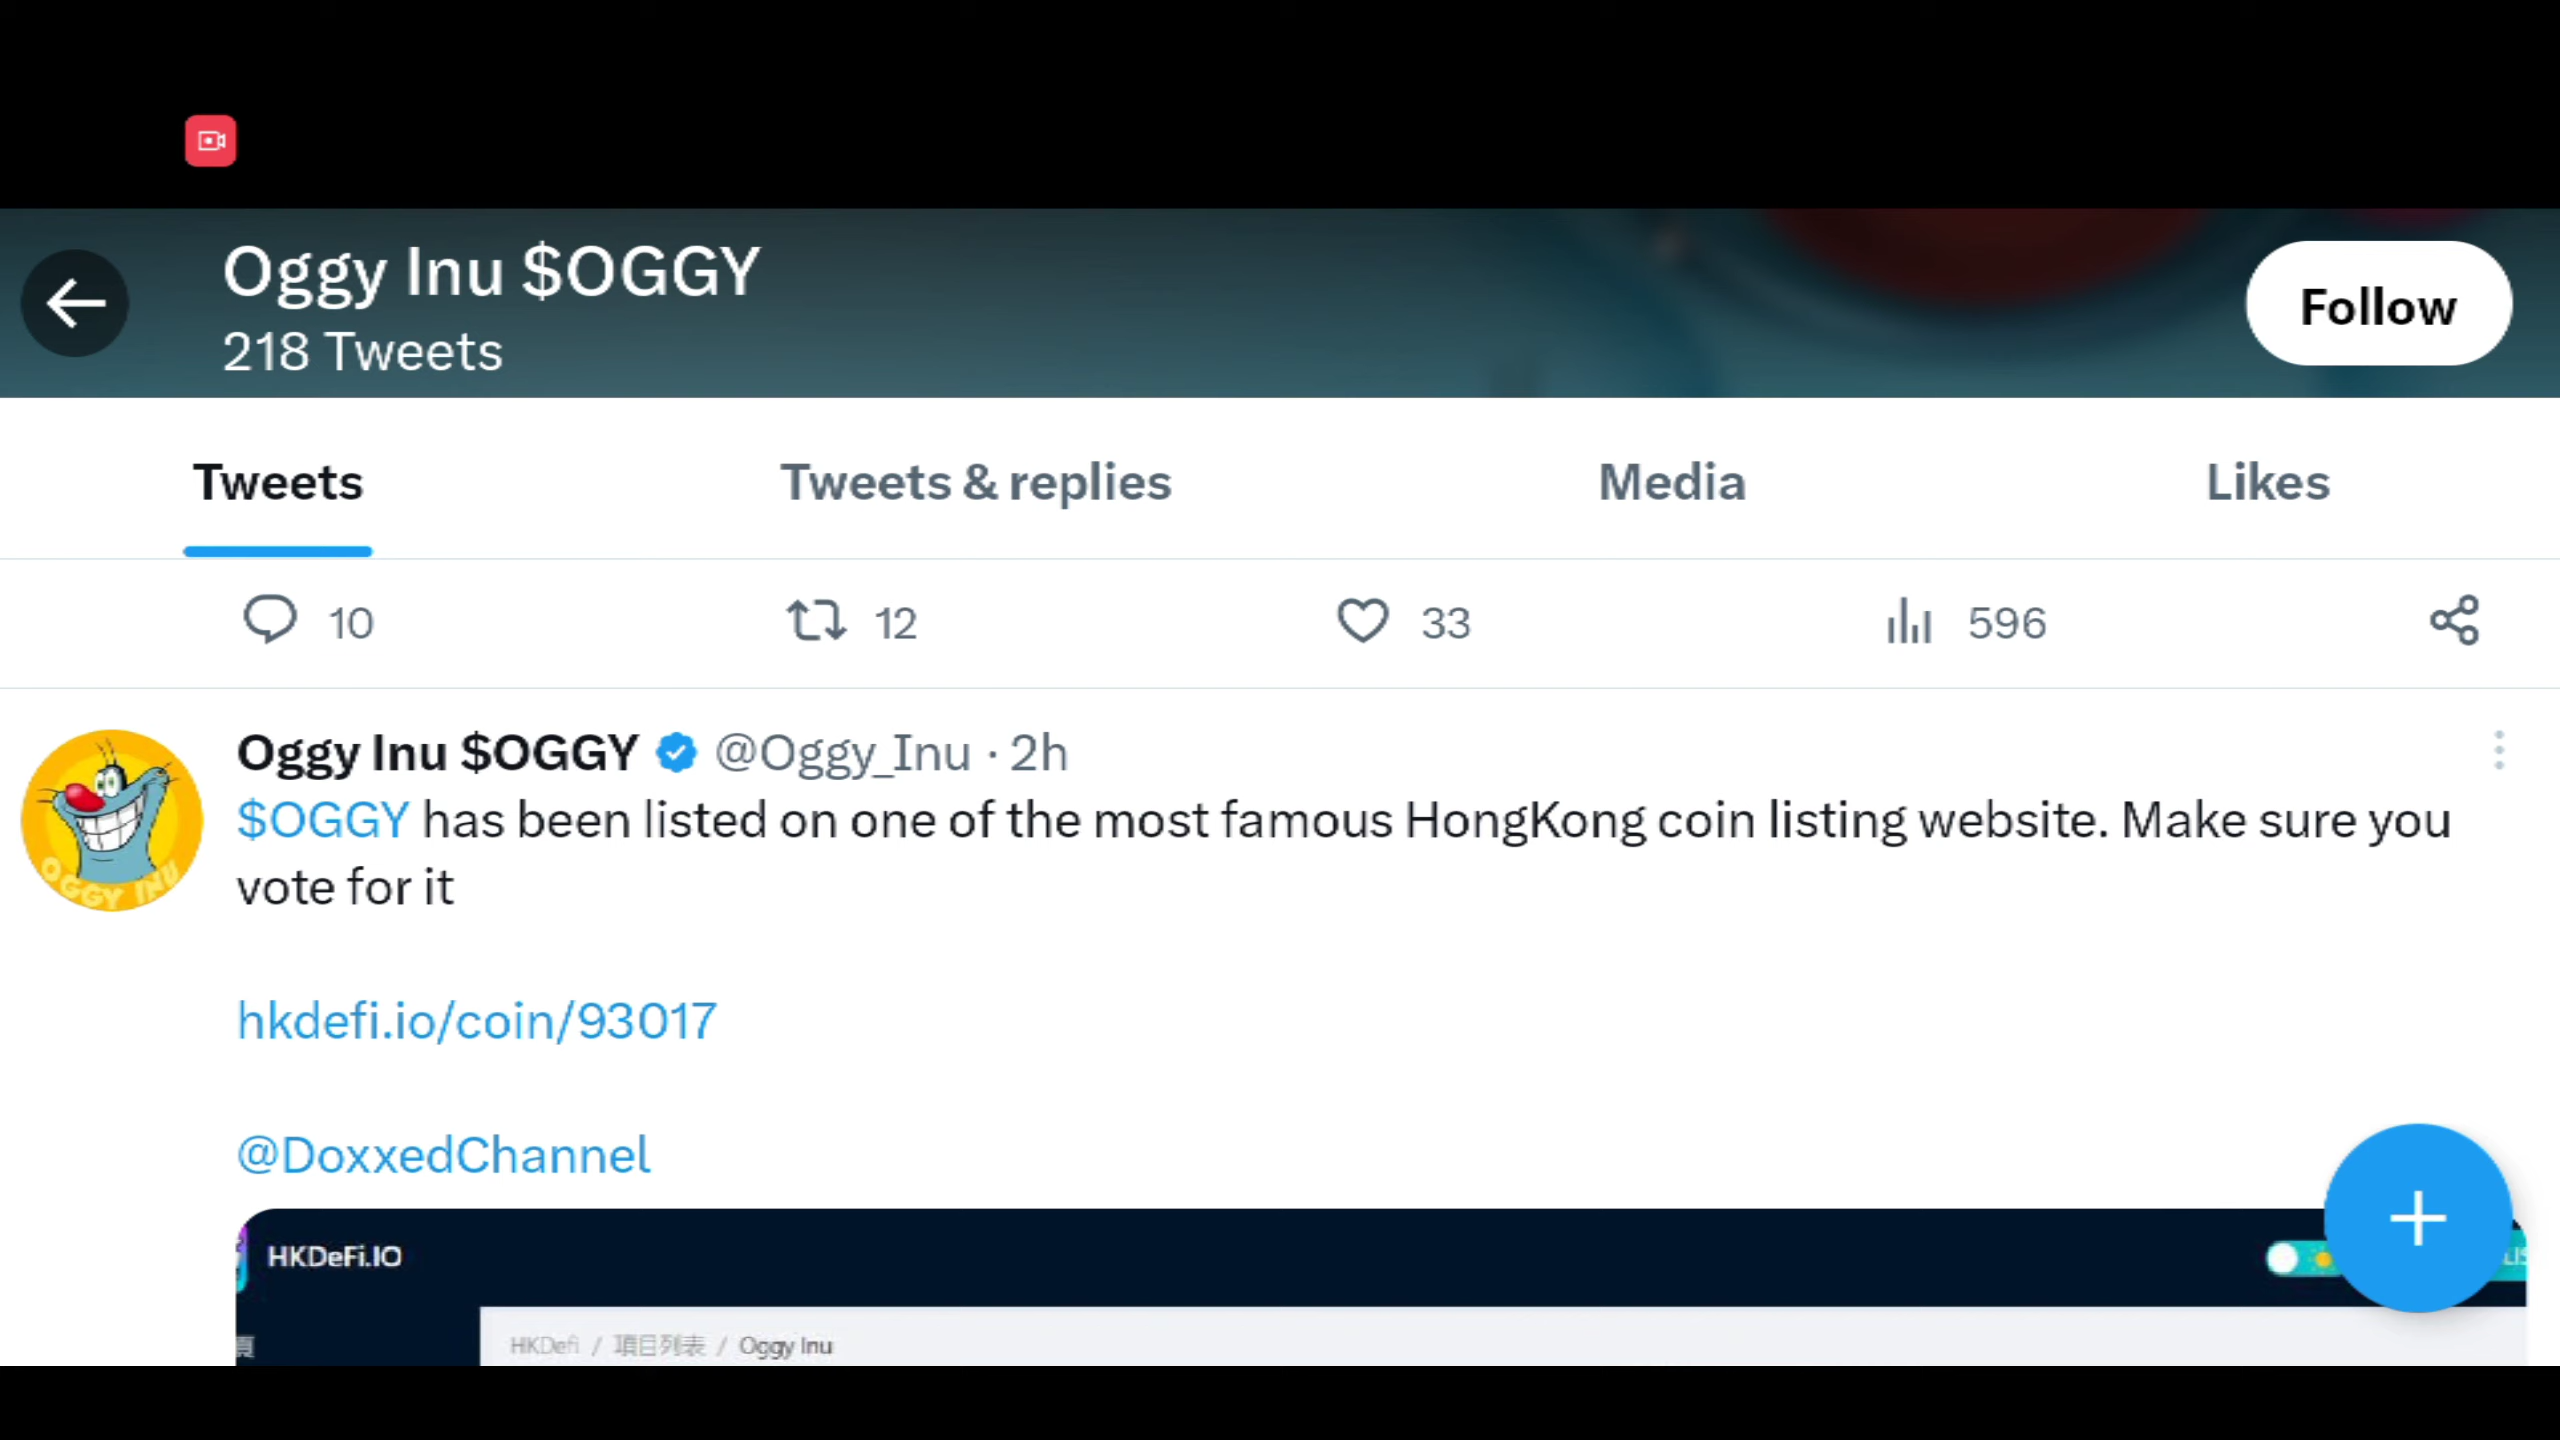 Oggy Inu $OGGY
218 Tweets
Follow
Tweets
Tweets & replies
Media
Likes
10
12
33
596
Oggy Inu $OGGY @Oggy_Inu · 2h
$OGGY has been listed on one of the most famous HongKong coin listing website. Make sure you
vote for it
hkdefi.io/coin/93017
@DoxxedChannel
OGGY INU
HKDeFi.IO
HKDefi / 項目列表 / Oggy Inu